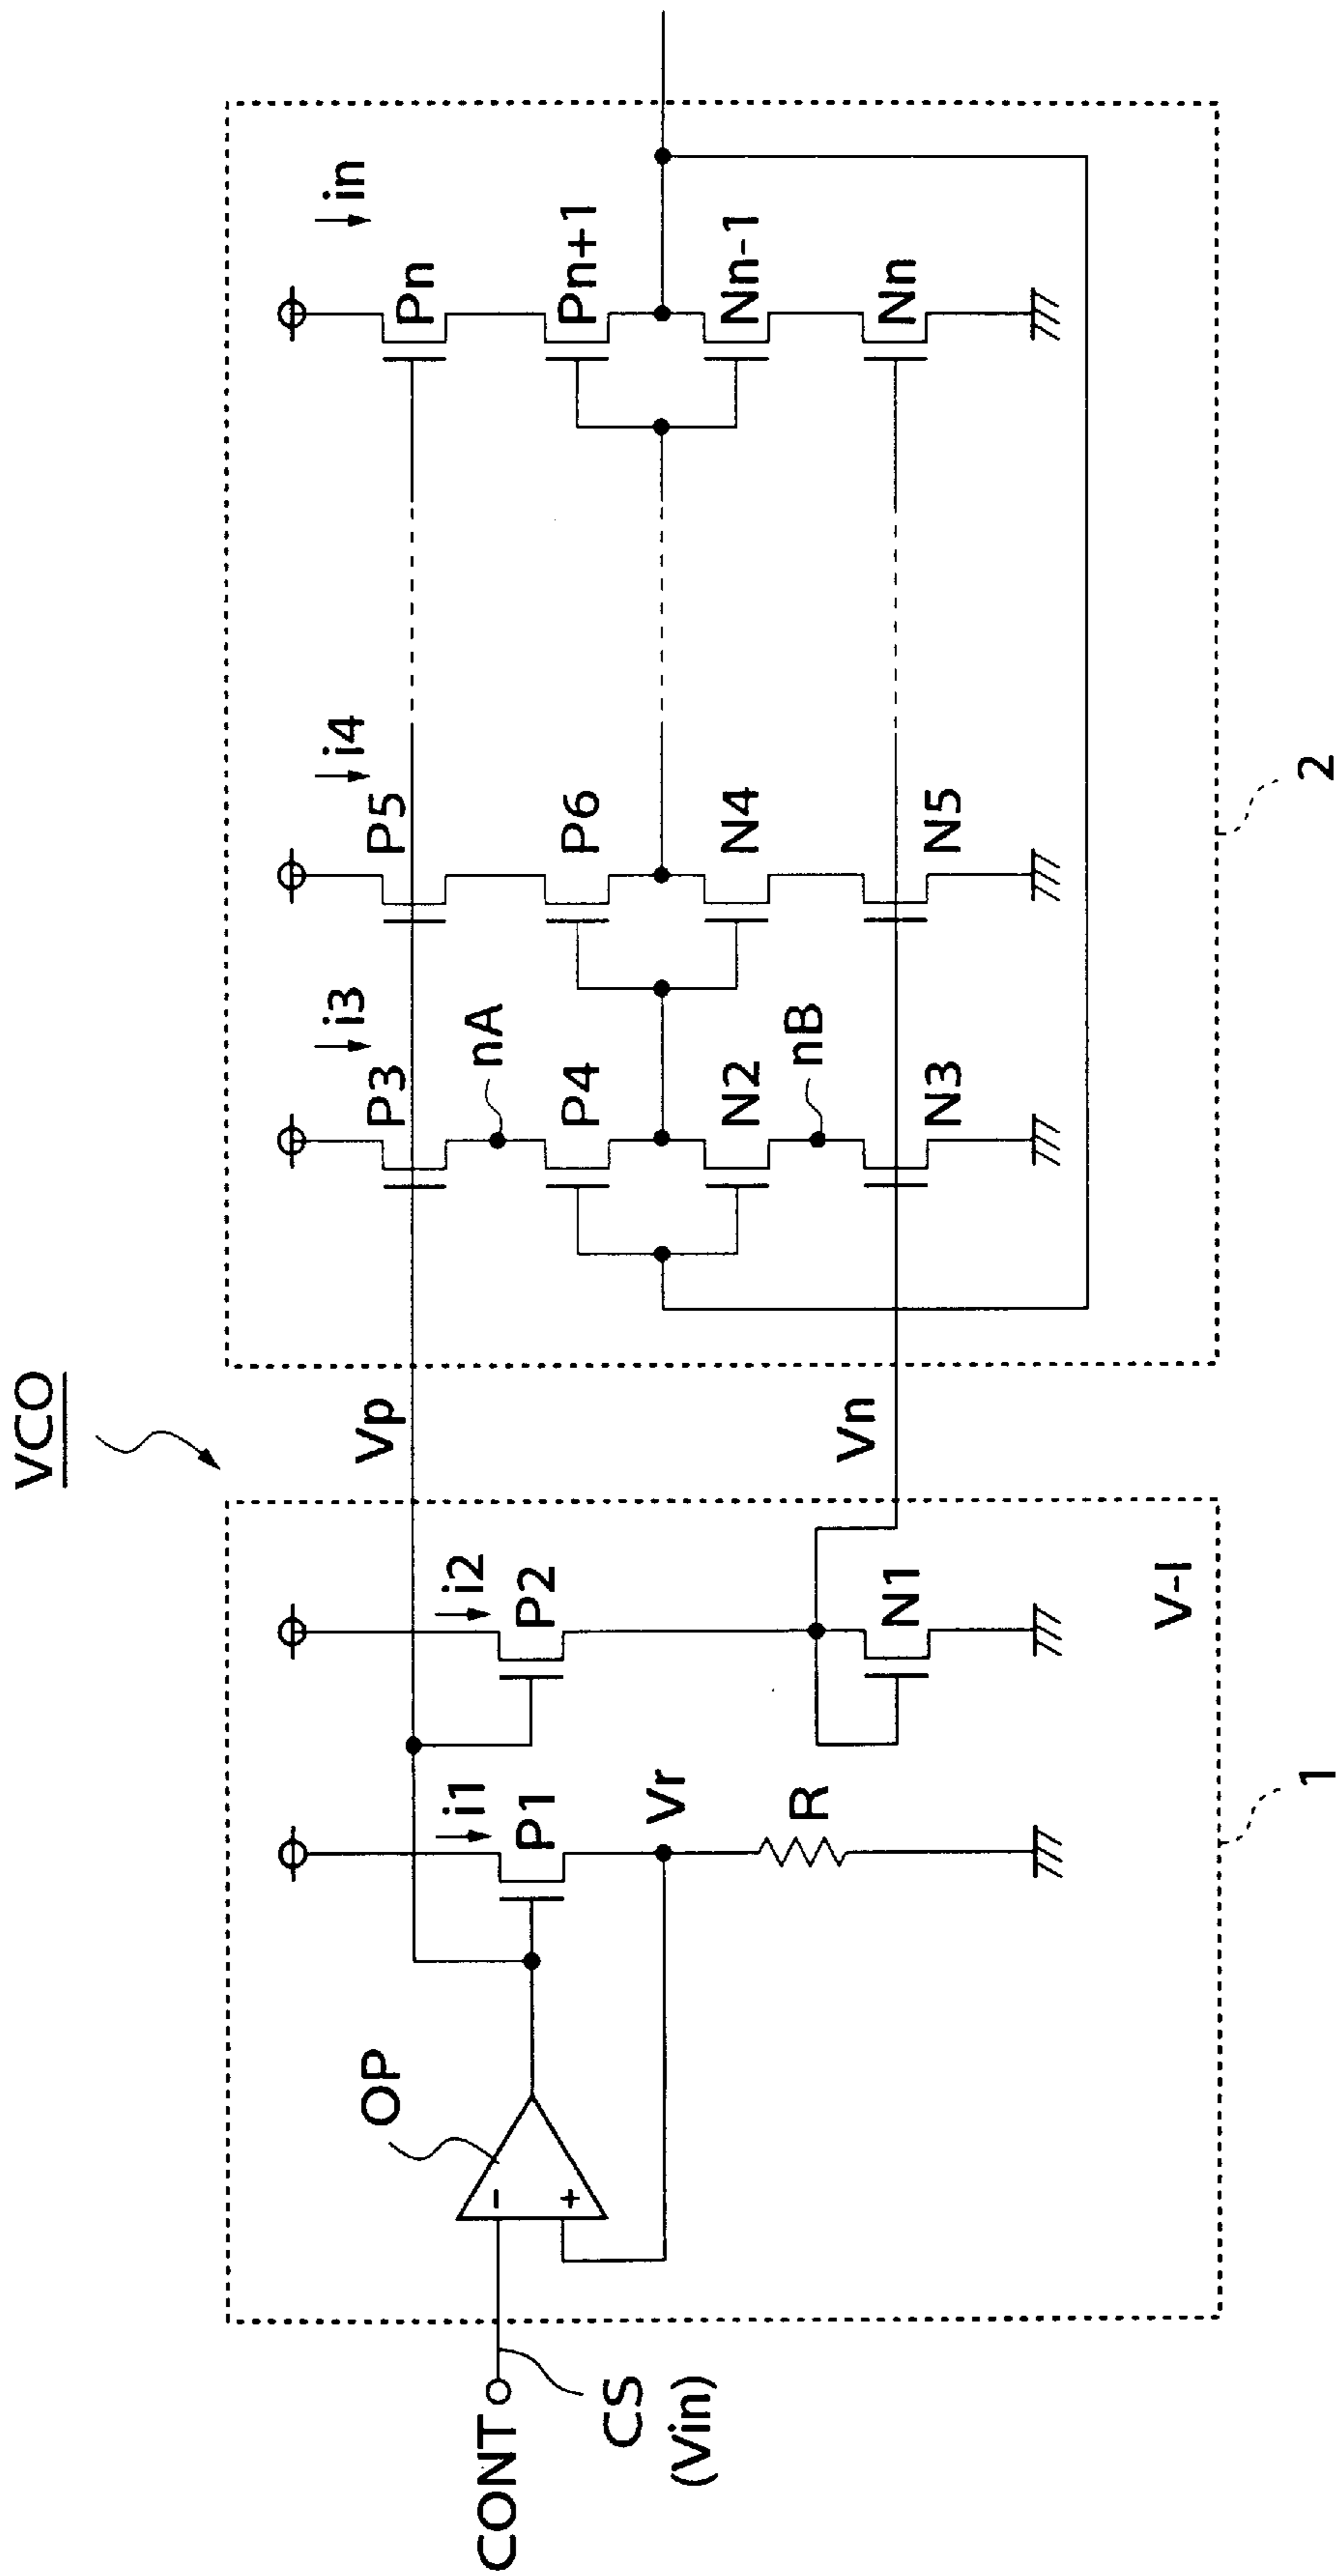 VCO
CONT
CS
(Vin)
OP
-
+
i1
P1
Vr
R
i2
P2
N1
V-I
1
Vp
Vn
i3
P3
nA
P4
N2
nB
N3
i4
P5
P6
N4
N5
in
Pn
Pn+1
Nn-1
Nn
2